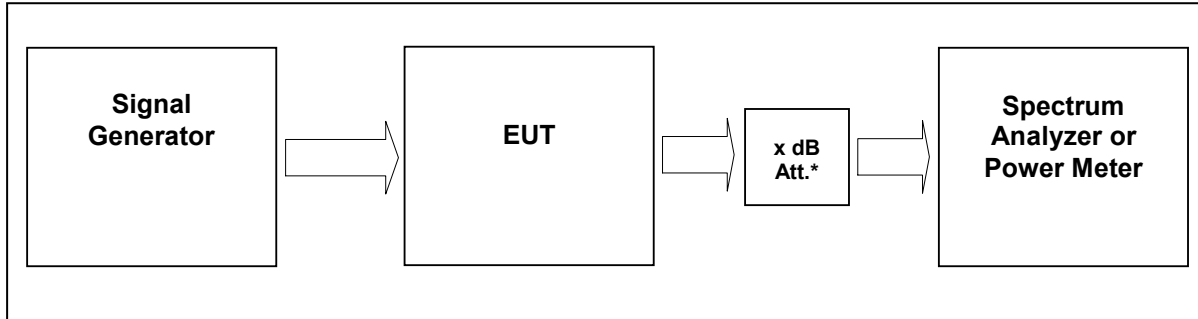 Signal
Generator
EUT
x dB
Att.*
Spectrum
Analyzer or
Power Meter